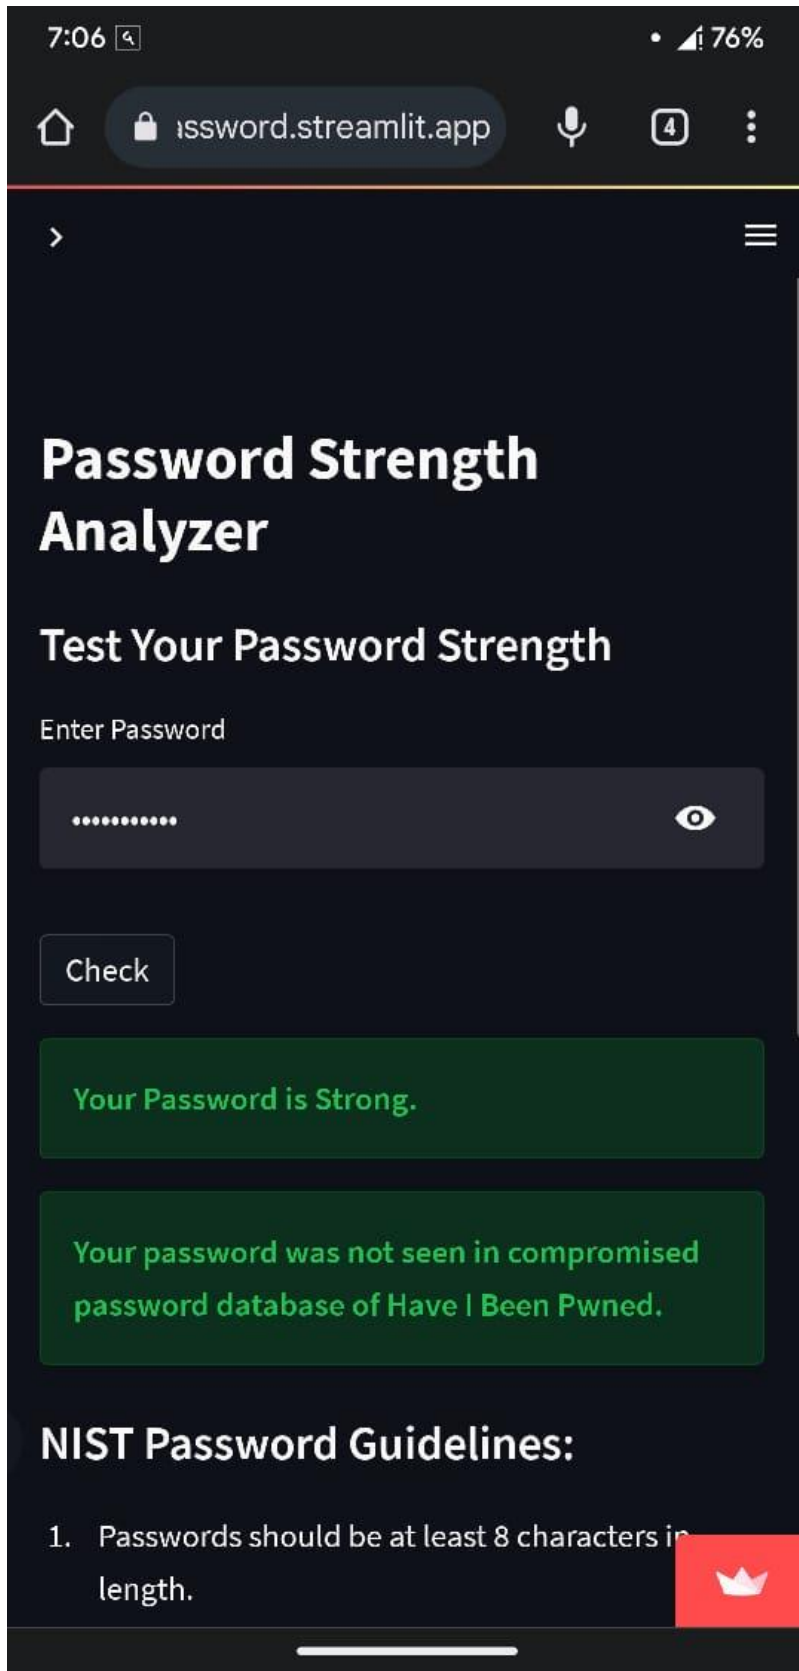 7:06 76%
assword.streamlit.app 4
Password Strength
Analyzer
Test Your Password Strength
Enter Password
•••••••••••
Check
Your Password is Strong.
Your password was not seen in compromised
password database of Have I Been Pwned.
NIST Password Guidelines:
1. Passwords should be at least 8 characters in
length.